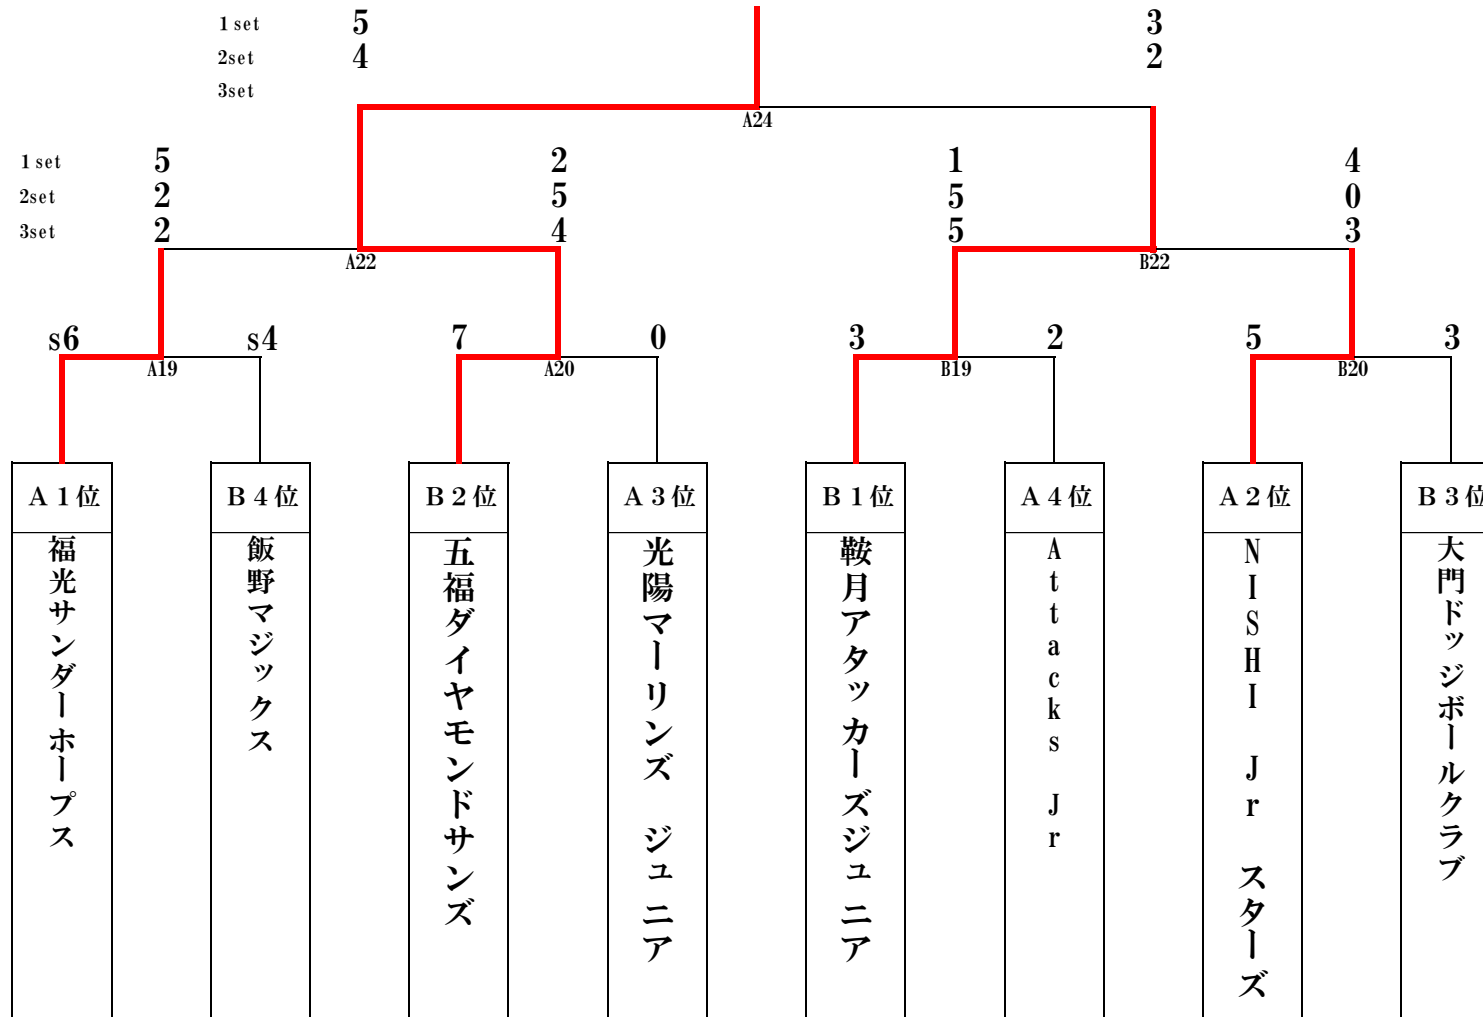 1 set 5 3
2set 4 2
3set
A24
1 set 5 2 1 4
2set 2 5 5 0
3set 2 4 5 3
A22 B22
s6 s4 7 0 3 2 5 3
A19 A20 B19 B20
A 1位 B 4位 B 2位 A 3位 B 1位 A 4位 A 2位 B 3位
福光サンダーホープス
飯野マジックス
五福ダイヤモンドサンズ
光陽マーリンズ ジュニア
鞍月アタッカーズジュニア
Attacks Jr
NISHI Jr スターズ
大門ドッジボールクラブ